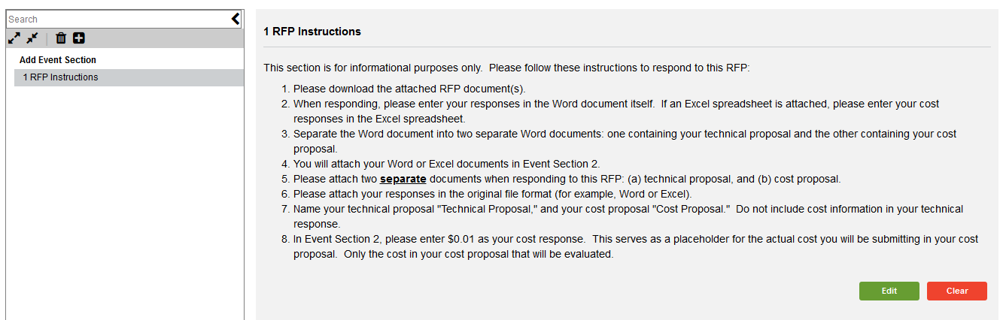 Search
Add Event Section
1 RFP Instructions
1 RFP Instructions
This section is for informational purposes only.  Please follow these instructions to respond to this RFP:
1. Please download the attached RFP document(s).
2. When responding, please enter your responses in the Word document itself.  If an Excel spreadsheet is attached, please enter your cost
responses in the Excel spreadsheet.
3. Separate the Word document into two separate Word documents: one containing your technical proposal and the other containing your cost
proposal.
4. You will attach your Word or Excel documents in Event Section 2.
5. Please attach two separate documents when responding to this RFP: (a) technical proposal, and (b) cost proposal.
6. Please attach your responses in the original file format (for example, Word or Excel).
7. Name your technical proposal "Technical Proposal," and your cost proposal "Cost Proposal."  Do not include cost information in your technical
response.
8. In Event Section 2, please enter $0.01 as your cost response.  This serves as a placeholder for the actual cost you will be submitting in your cost
proposal.  Only the cost in your cost proposal that will be evaluated.
Edit
Clear